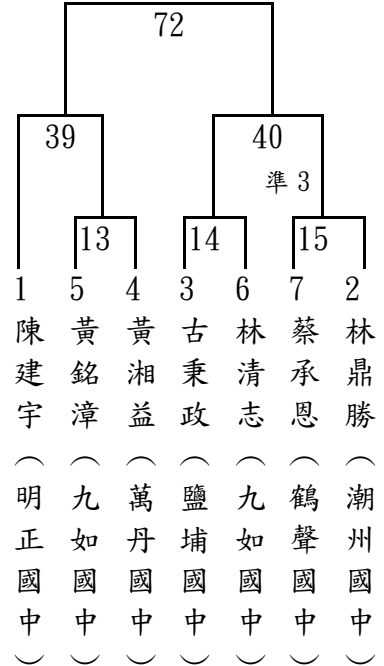 72
39
40
準 3
13
14
15
1 陳建宇（明正國中）
5 黃銘漳（九如國中）
4 黃湘益（萬丹國中）
3 古秉政（鹽埔國中）
6 林清志（九如國中）
7 蔡承恩（鶴聲國中）
2 林鼎勝（潮州國中）